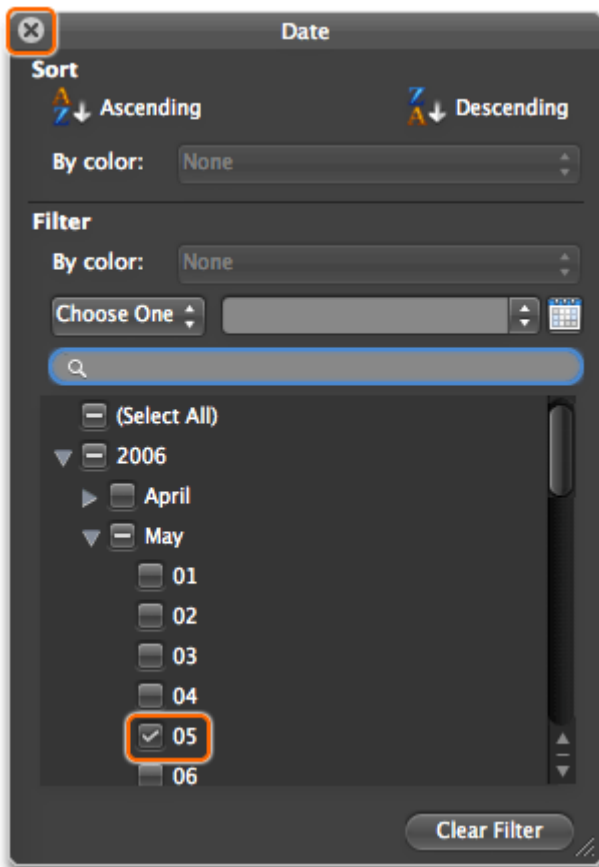 Date
Sort
A Z Ascending Z A Descending
By color: None
Filter
By color: None
Choose One
(Select All)
2006
April
May
01
02
03
04
05
06
Clear Filter